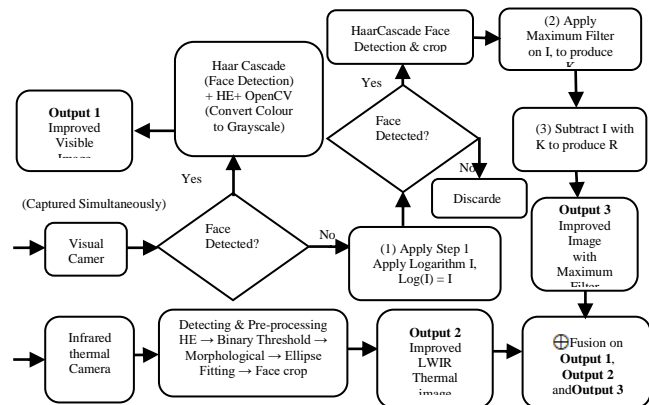 HaarCascade Face
Detection & crop
(2) Apply
Maximum Filter
on I, to produce
K
Haar Cascade
(Face Detection)
+ HE+ OpenCV
(Convert Colour
to Grayscale)
Output 1
Improved
Visible
Image
Yes
Face
Detected?
(3) Subtract I with
K to produce R
Yes
No
Discarde
(Captured Simultaneously)
Visual
Camer
Face
Detected?
No
(1) Apply Step 1
Apply Logarithm I,
Log(I) = I
Output 3
Improved
Image
with
Maximum
Filter
Infrared
thermal
Camera
Detecting & Pre-processing
HE → Binary Threshold →
Morphological → Ellipse
Fitting → Face crop
Output 2
Improved
LWIR
Thermal
image
⊕Fusion on
Output 1,
Output 2
andOutput 3